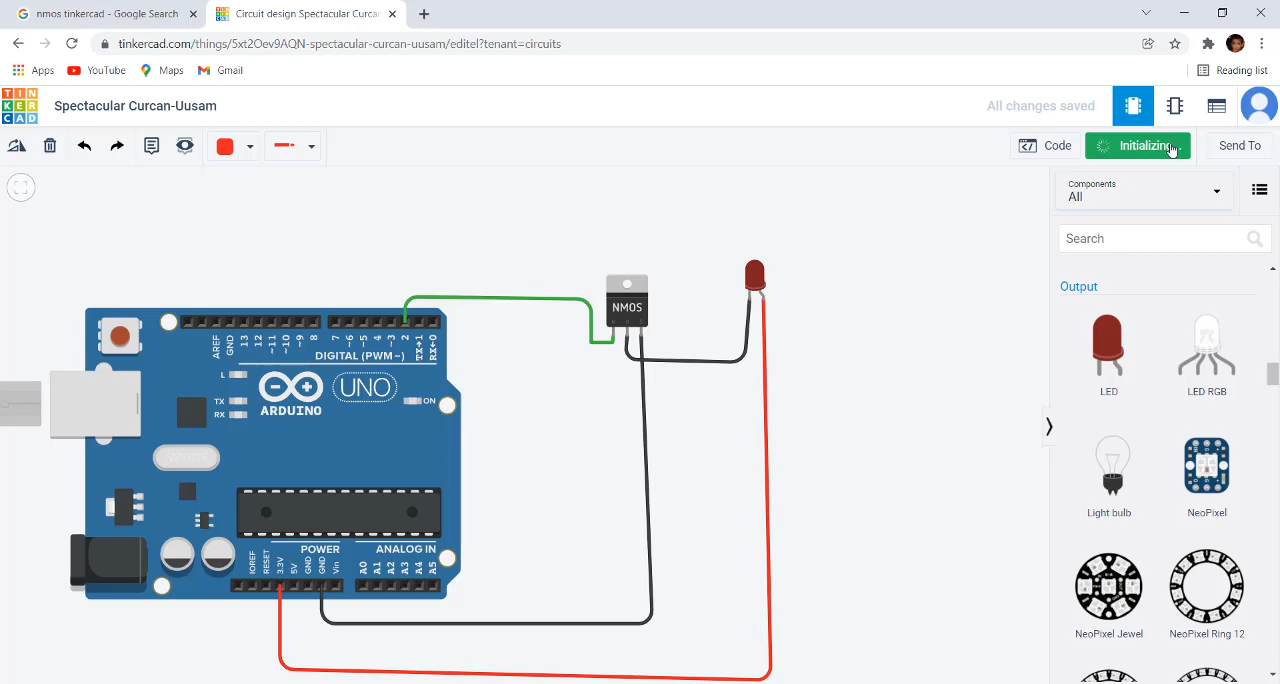 nmos tinkercad - Google Search
Circuit design Spectacular Curca
tinkercad.com/things/5xt2Oev9AQN-spectacular-curcan-uusam/editel?tenant=circuits
Apps YouTube Maps Gmail Reading list
TIN
KER
CAD
Spectacular Curcan-Uusam
All changes saved
Code
Initializing
Send To
Components
All
Search
Output
LED
LED RGB
Light bulb
NeoPixel
NeoPixel Jewel
NeoPixel Ring 12
NMOS
AREF
GND
13
12
~11
~10
~9
8
7
~6
~5
4
~3
2
TX→1
RX←0
DIGITAL (PWM~)
L
TX
RX
UNO
ARDUINO
ON
POWER
ANALOG IN
IOREF
RESET
3.3V
5V
GND
GND
Vin
A0
A1
A2
A3
A4
A5